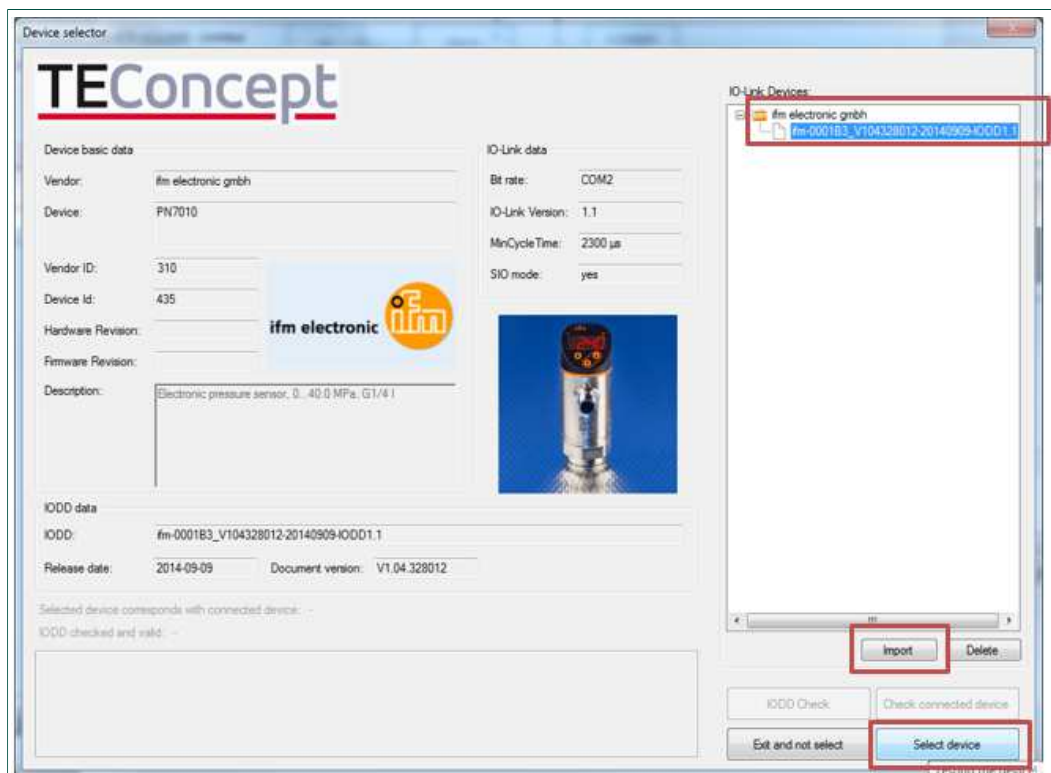 Device selector
TEConcept
Device basic data
Vendor: ifm electronic gmbh
Device: PN7010
Vendor ID: 310
Device Id: 435
Hardware Revision:
Firmware Revision:
ifm electronic
ifm
Description: Electronic pressure sensor, 0...40.0 MPa, G1/4 I
IO-Link data
Bit rate: COM2
IO-Link Version: 1.1
MinCycleTime: 2300 µs
SIO mode: yes
IODD data
IODD: ifm-0001B3_V104328012-20140909-IODD1.1
Release date: 2014-09-09 Document version: V1.04.328012
Selected device corresponds with connected device: -
IODD checked and valid: -
IO-Link Devices:
ifm electronic gmbh
ifm-0001B3_V104328012-20140909-IODD1.1
Import Delete
IODD Check Check connected device
Exit and not select Select device